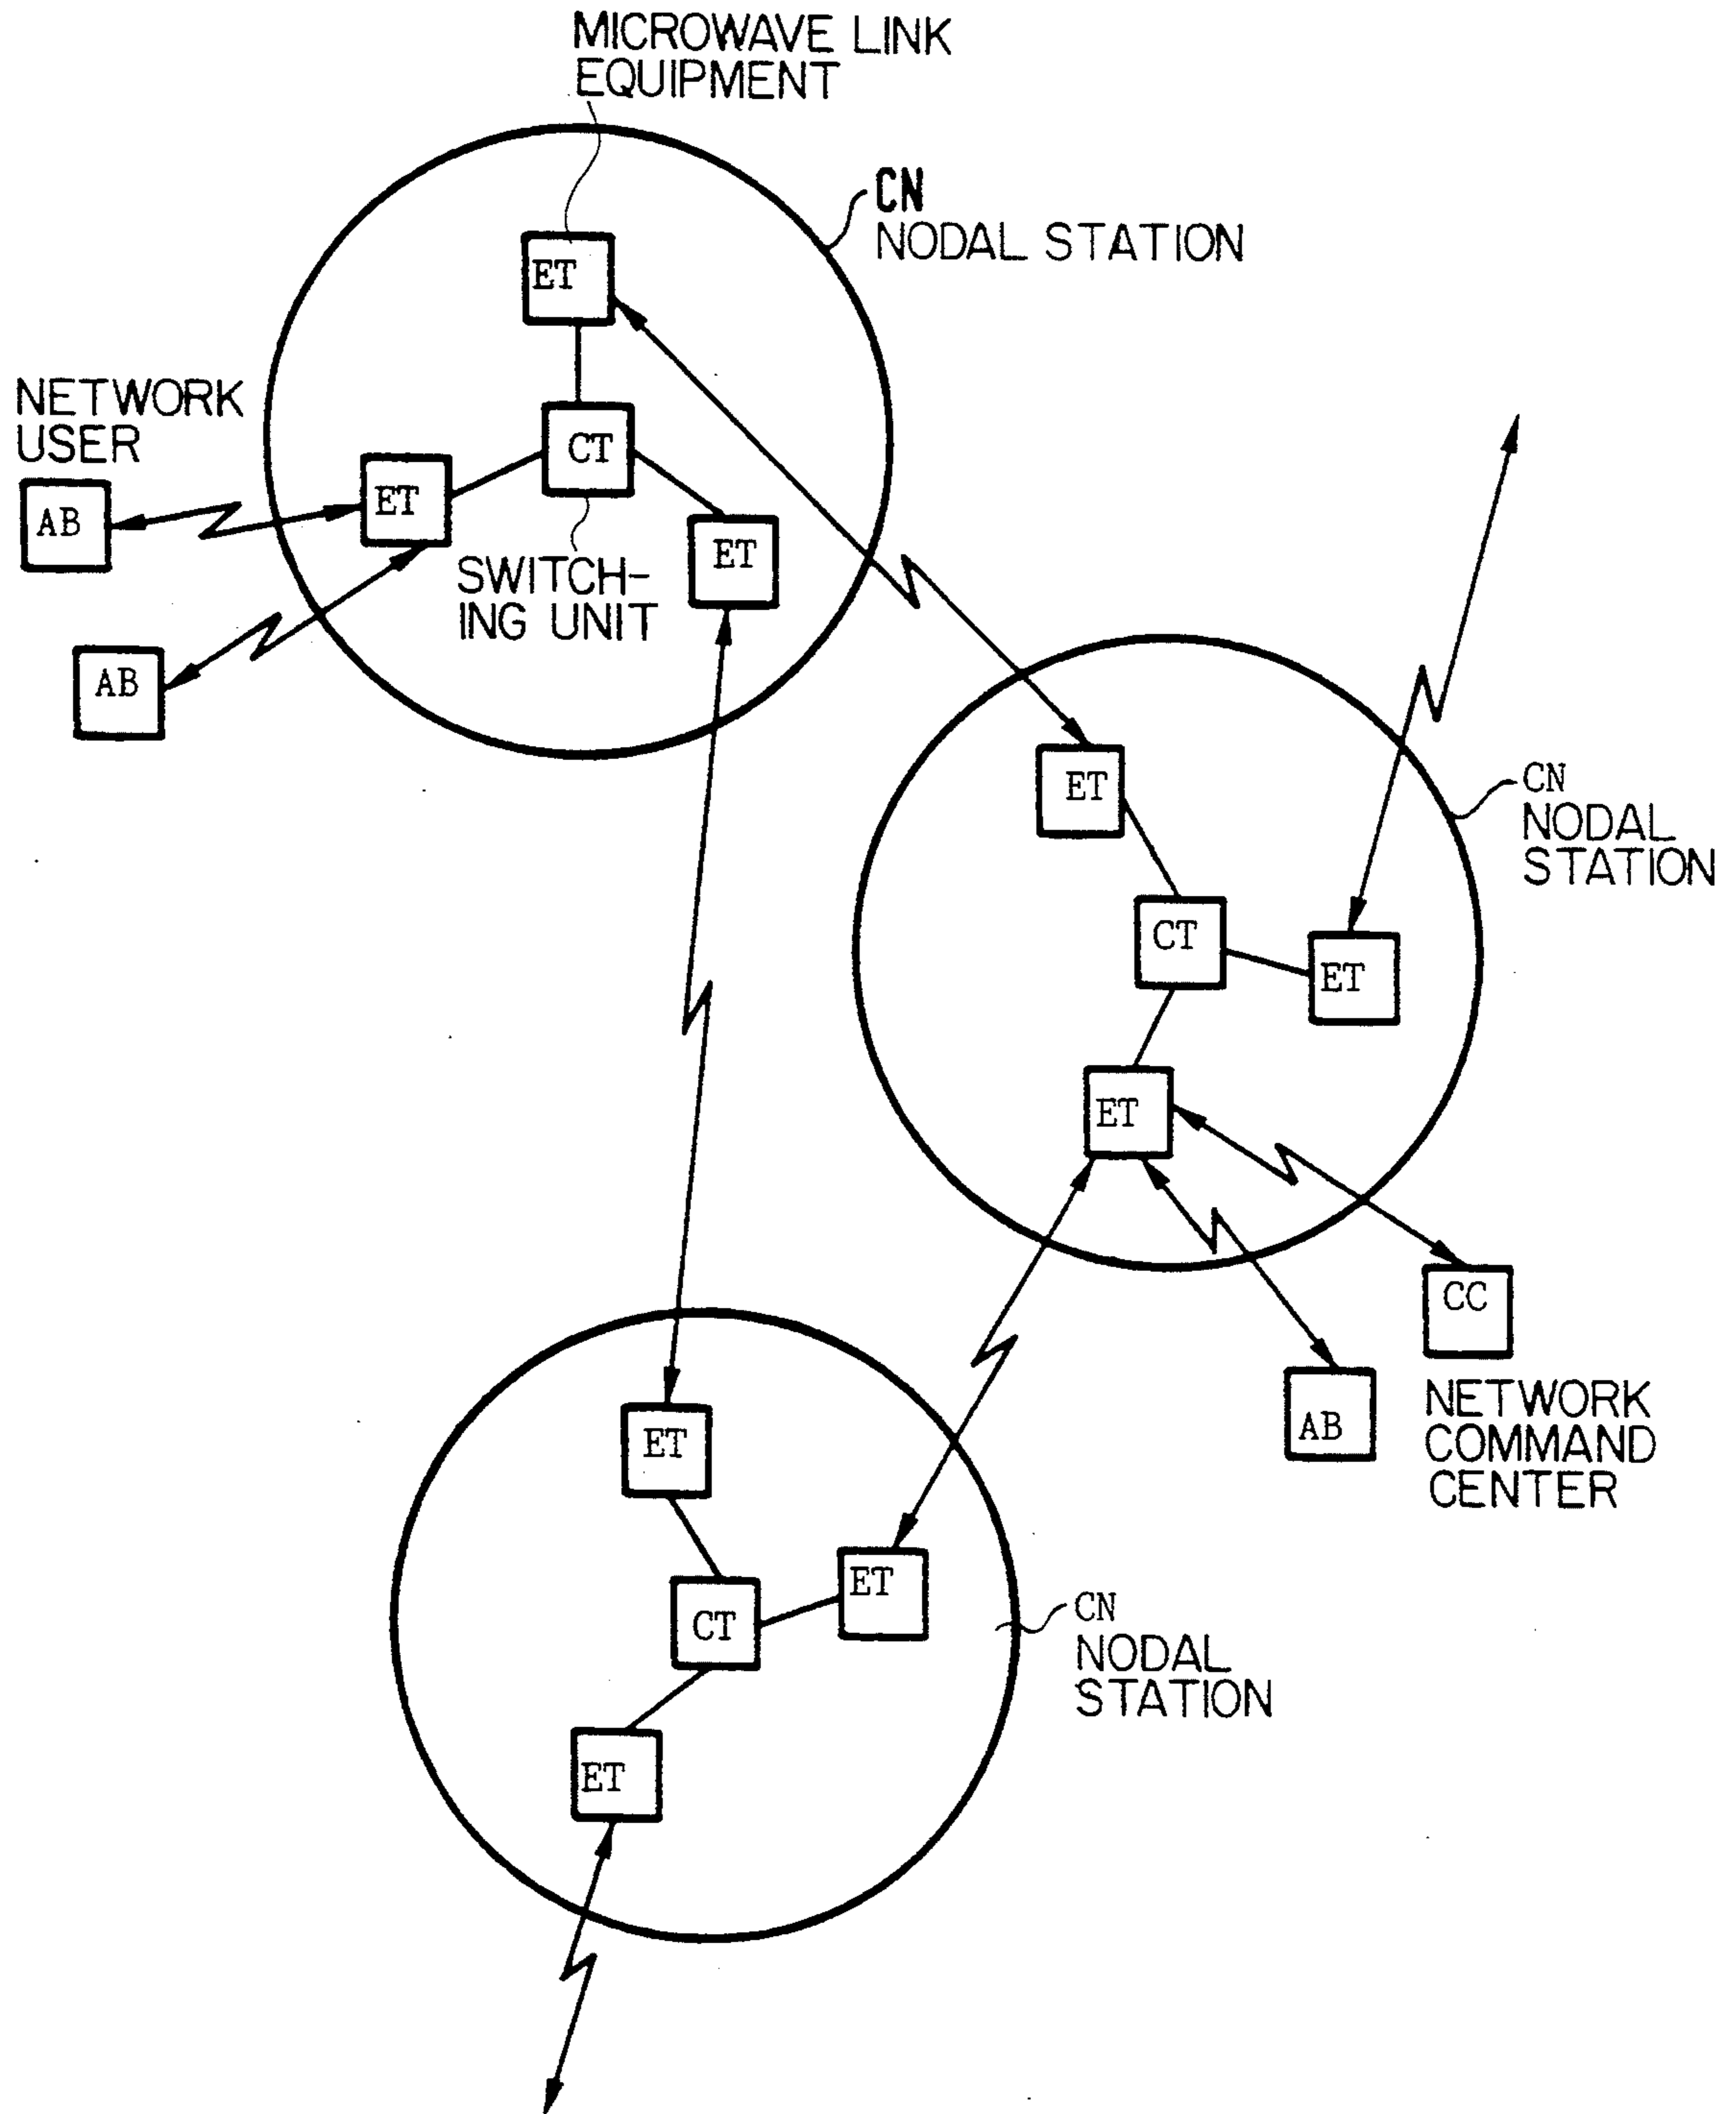 MICROWAVE LINK
EQUIPMENT
CN
NODAL STATION
ET
NETWORK
USER
CT
ET
AB
ET
SWITCH-
ING UNIT
AB
ET
CN
NODAL
STATION
CT
ET
ET
CC
AB
NETWORK
COMMAND
CENTER
ET
ET
CT
CN
NODAL
STATION
ET